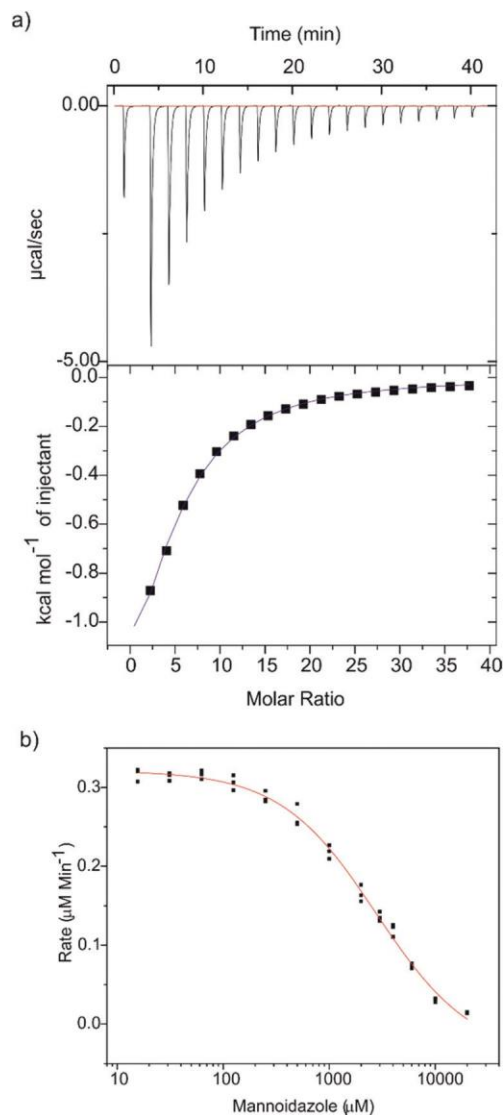 a)
Time (min)
0 10 20 30 40
0.00
µcal/sec
-5.00
0.0
-0.2
-0.4
-0.6
-0.8
-1.0
kcal mol⁻¹ of injectant
0 5 10 15 20 25 30 35 40
Molar Ratio
b)
0.3
0.2
0.1
0.0
Rate (µM Min⁻¹)
10 100 1000 10000
Mannoidazole (µM)